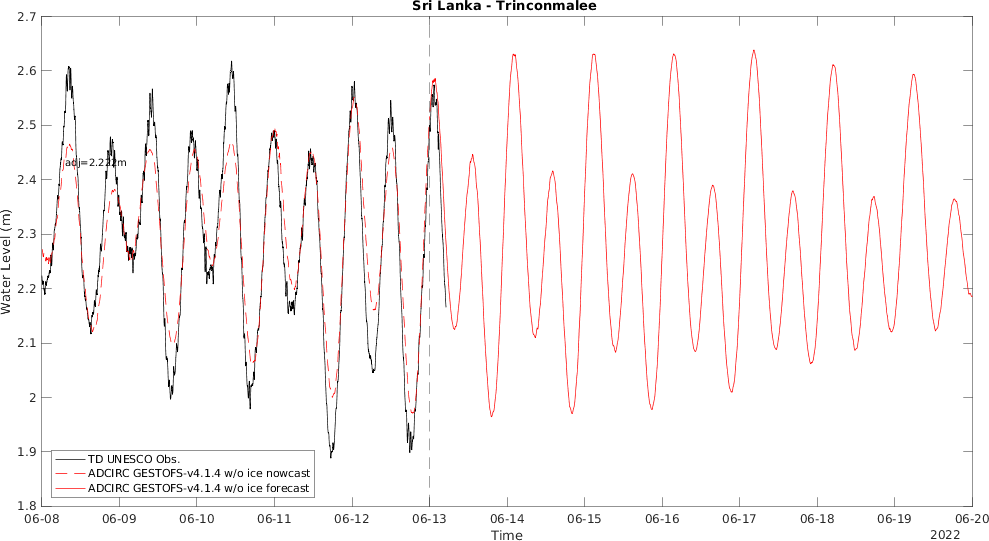 Sri Lanka - Trinconmalee
2.7
2.6
2.5
2.4
2.3
2.2
2.1
2
1.9
1.8
Water Level (m)
adj=2.222m
TD UNESCO Obs.
ADCIRC GESTOFS-v4.1.4 w/o ice nowcast
ADCIRC GESTOFS-v4.1.4 w/o ice forecast
06-08 06-09 06-10 06-11 06-12 06-13 06-14 06-15 06-16 06-17 06-18 06-19 06-20
Time
2022